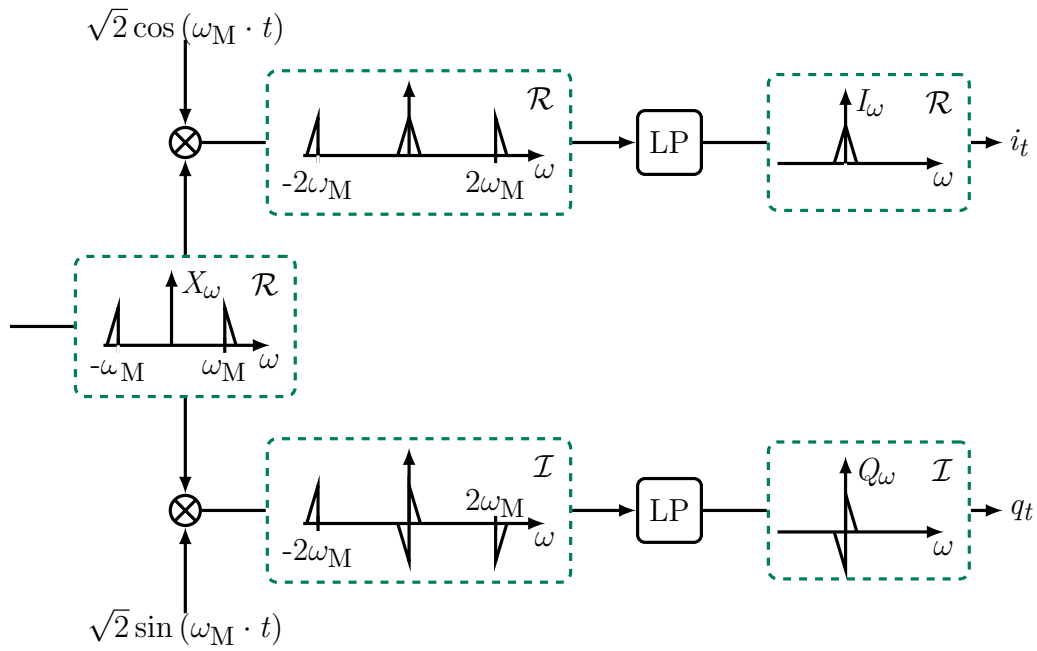 √2 cos (ω_M · t)
ℛ
-2ω_M
2ω_M
ω
LP
I_ω
ℛ
ω
i_t
X_ω
ℛ
-ω_M
ω_M
ω
ℐ
2ω_M
-2ω_M
ω
LP
Q_ω
ℐ
ω
q_t
√2 sin (ω_M · t)